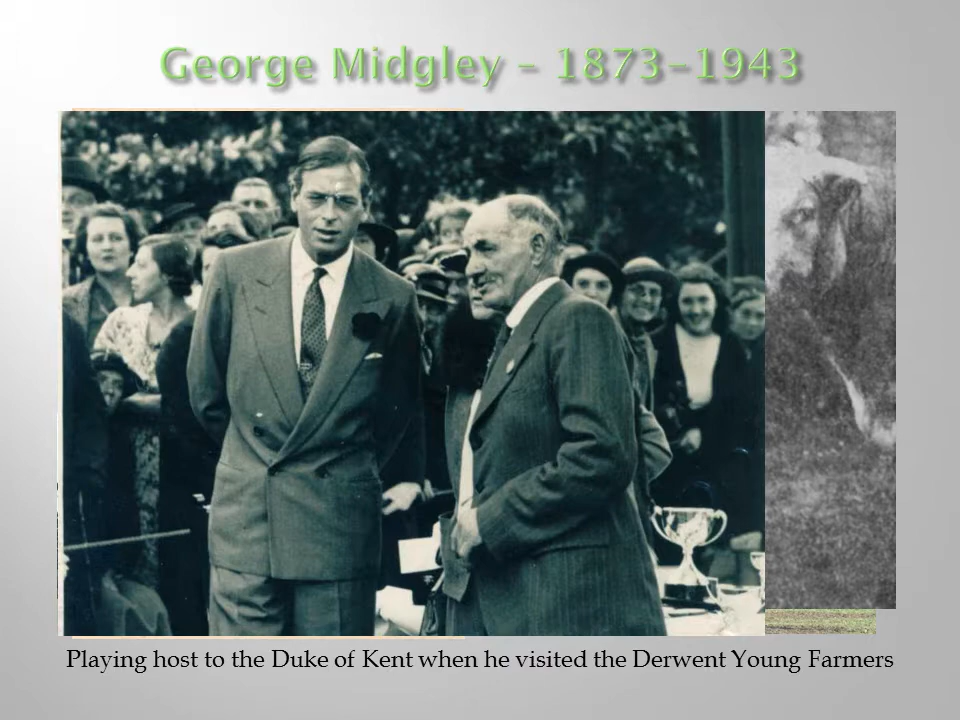 George Midgley – 1873-1943
Playing host to the Duke of Kent when he visited the Derwent Young Farmers